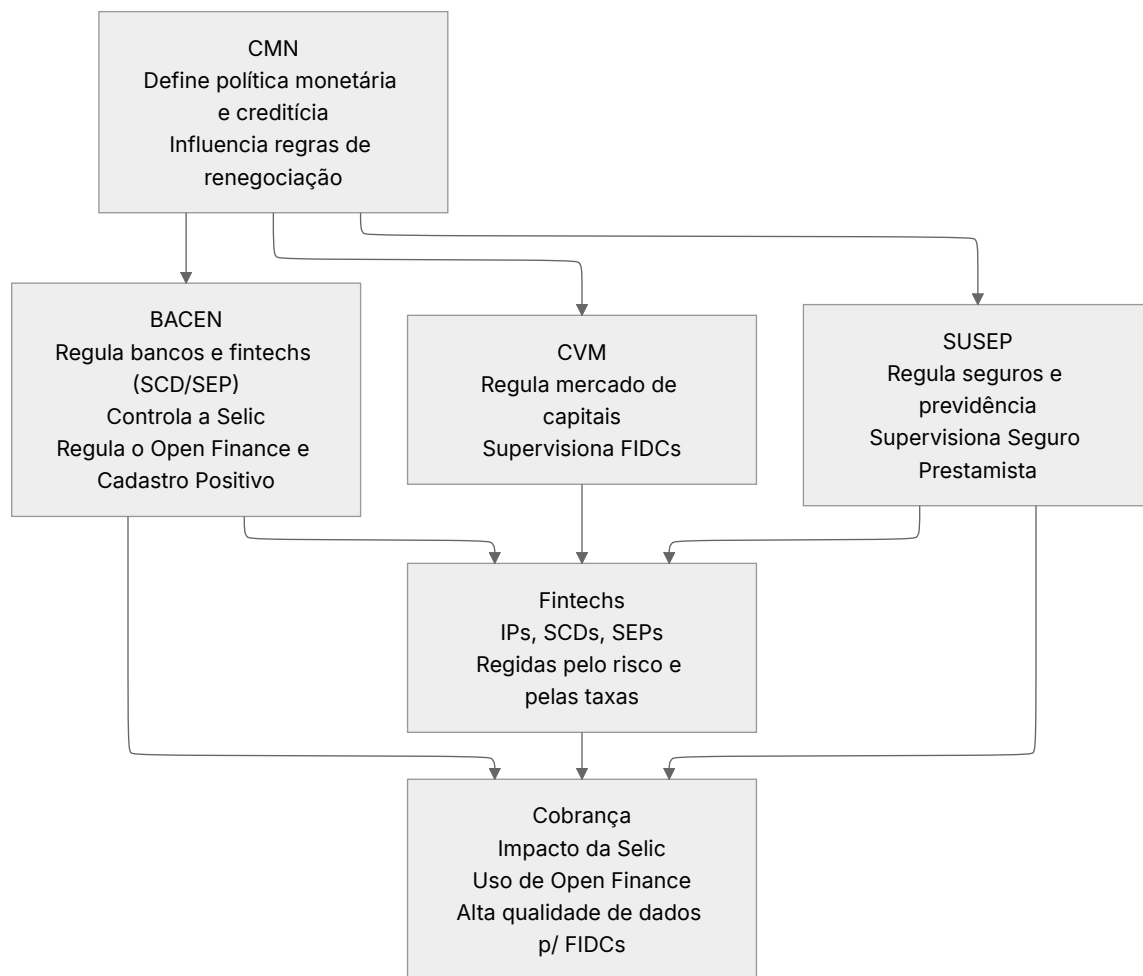 CMN
Define política monetária
e creditícia
Influencia regras de
renegociação
BACEN
Regula bancos e fintechs
(SCD/SEP)
Controla a Selic
Regula o Open Finance e
Cadastro Positivo
CVM
Regula mercado de
capitais
Supervisiona FIDCs
SUSEP
Regula seguros e
previdência
Supervisiona Seguro
Prestamista
Fintechs
IPs, SCDs, SEPs
Regidas pelo risco e
pelas taxas
Cobrança
Impacto da Selic
Uso de Open Finance
Alta qualidade de dados
p/ FIDCs